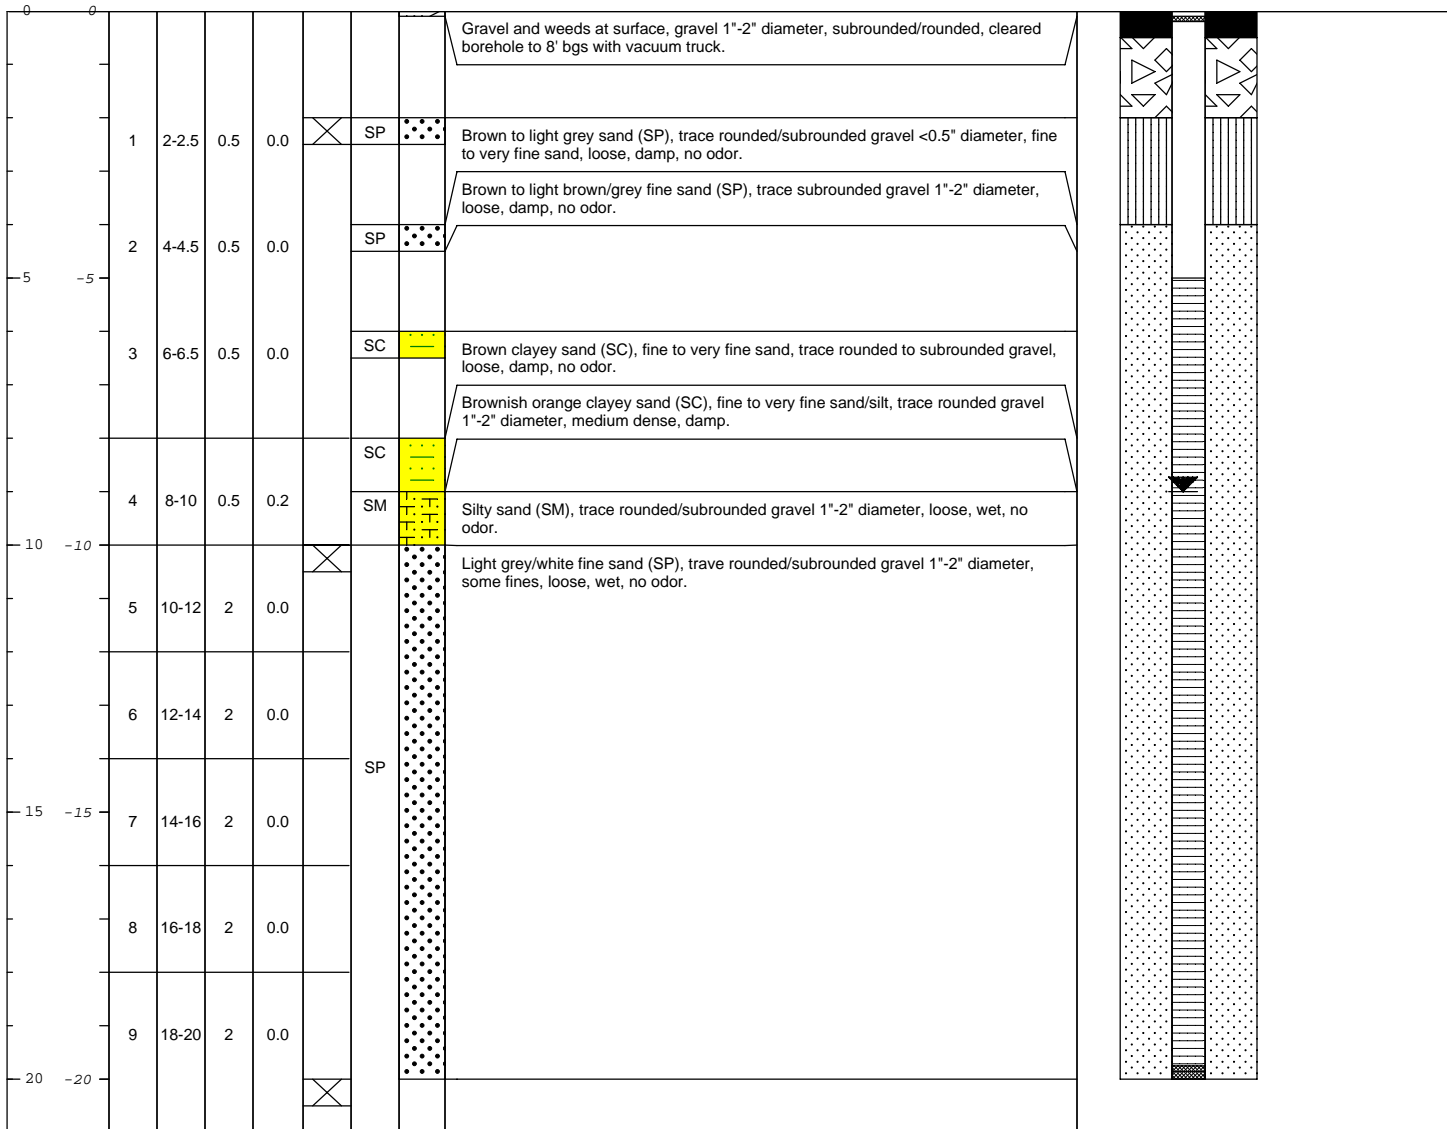 0 0
Gravel and weeds at surface, gravel 1"-2" diameter, subrounded/rounded, cleared
borehole to 8' bgs with vacuum truck.
1 2-2.5 0.5 0.0 SP
Brown to light grey sand (SP), trace rounded/subrounded gravel <0.5" diameter, fine
to very fine sand, loose, damp, no odor.
Brown to light brown/grey fine sand (SP), trace subrounded gravel 1"-2" diameter,
loose, damp, no odor.
2 4-4.5 0.5 0.0 SP
5 -5
3 6-6.5 0.5 0.0 SC
Brown clayey sand (SC), fine to very fine sand, trace rounded to subrounded gravel,
loose, damp, no odor.
Brownish orange clayey sand (SC), fine to very fine sand/silt, trace rounded gravel
1"-2" diameter, medium dense, damp.
SC
4 8-10 0.5 0.2 SM
Silty sand (SM), trace rounded/subrounded gravel 1"-2" diameter, loose, wet, no
odor.
10 -10
Light grey/white fine sand (SP), trave rounded/subrounded gravel 1"-2" diameter,
some fines, loose, wet, no odor.
5 10-12 2 0.0
6 12-14 2 0.0
SP
15 -15
7 14-16 2 0.0
8 16-18 2 0.0
9 18-20 2 0.0
20 -20